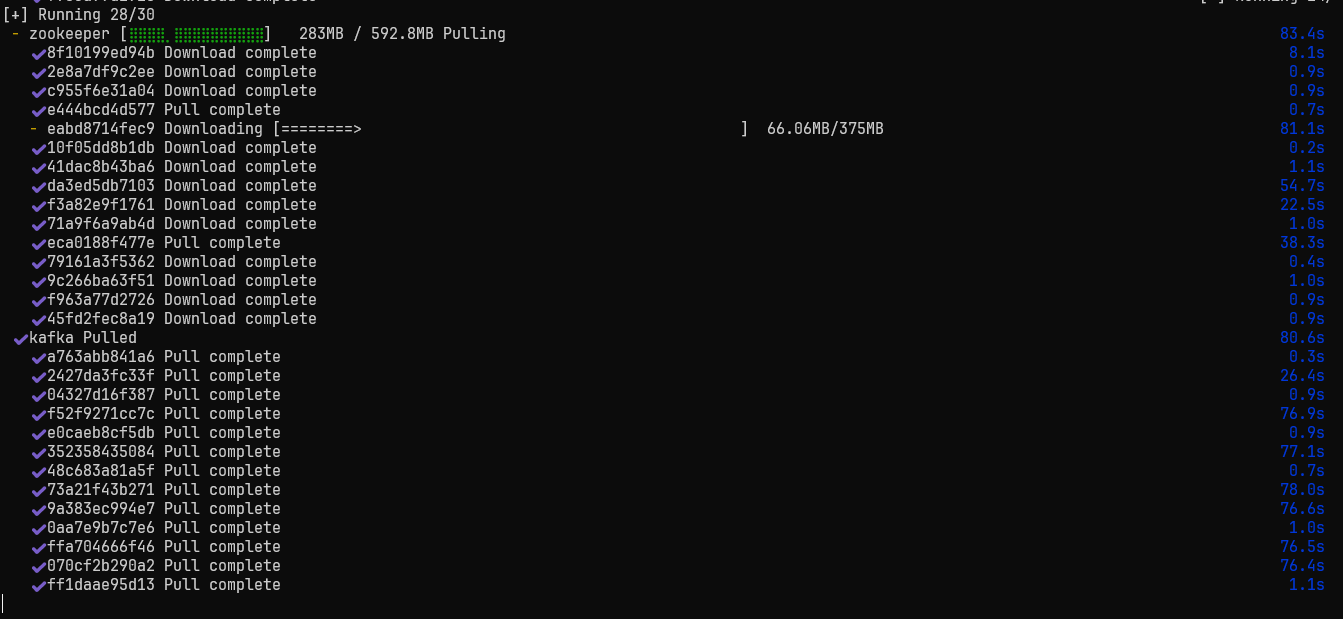 [+] Running 28/30
- zookeeper [⣿⣿⣿⣿⣀⣿⣿⣿⣿⣿⣿⣿⣿⣿⣿] 283MB / 592.8MB Pulling 83.4s
✔8f10199ed94b Download complete 8.1s
✔2e8a7df9c2ee Download complete 0.9s
✔c955f6e31a04 Download complete 0.9s
✔e444bcd4d577 Pull complete 0.7s
- eabd8714fec9 Downloading [========> ] 66.06MB/375MB 81.1s
✔10f05dd8b1db Download complete 0.2s
✔41dac8b43ba6 Download complete 1.1s
✔da3ed5db7103 Download complete 54.7s
✔f3a82e9f1761 Download complete 22.5s
✔71a9f6a9ab4d Download complete 1.0s
✔eca0188f477e Pull complete 38.3s
✔79161a3f5362 Download complete 0.4s
✔9c266ba63f51 Download complete 1.0s
✔f963a77d2726 Download complete 0.9s
✔45fd2fec8a19 Download complete 0.9s
✔kafka Pulled 80.6s
✔a763abb841a6 Pull complete 0.3s
✔2427da3fc33f Pull complete 26.4s
✔04327d16f387 Pull complete 0.9s
✔f52f9271cc7c Pull complete 76.9s
✔e0caeb8cf5db Pull complete 0.9s
✔352358435084 Pull complete 77.1s
✔48c683a81a5f Pull complete 0.7s
✔73a21f43b271 Pull complete 78.0s
✔9a383ec994e7 Pull complete 76.6s
✔0aa7e9b7c7e6 Pull complete 1.0s
✔ffa704666f46 Pull complete 76.5s
✔070cf2b290a2 Pull complete 76.4s
✔ff1daae95d13 Pull complete 1.1s